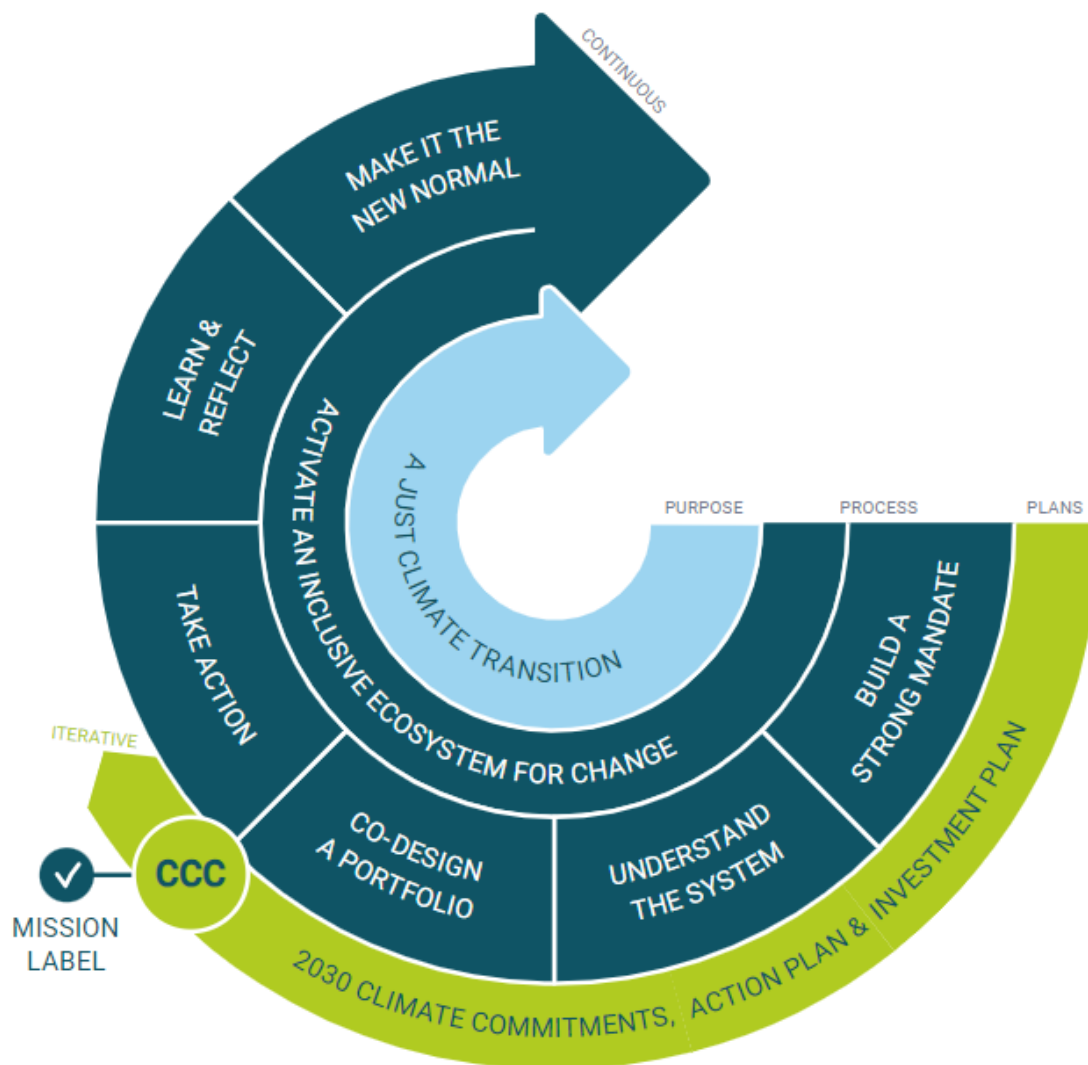 CONTINUOUS
MAKE IT THE
NEW NORMAL
LEARN &
REFLECT
ACTIVATE AN INCLUSIVE ECOSYSTEM FOR CHANGE
A JUST CLIMATE TRANSITION
PURPOSE
PROCESS
PLANS
BUILD A
STRONG MANDATE
TAKE ACTION
UNDERSTAND
THE SYSTEM
CO-DESIGN
A PORTFOLIO
ITERATIVE
CCC
MISSION
LABEL
2030 CLIMATE COMMITMENTS, ACTION PLAN & INVESTMENT PLAN